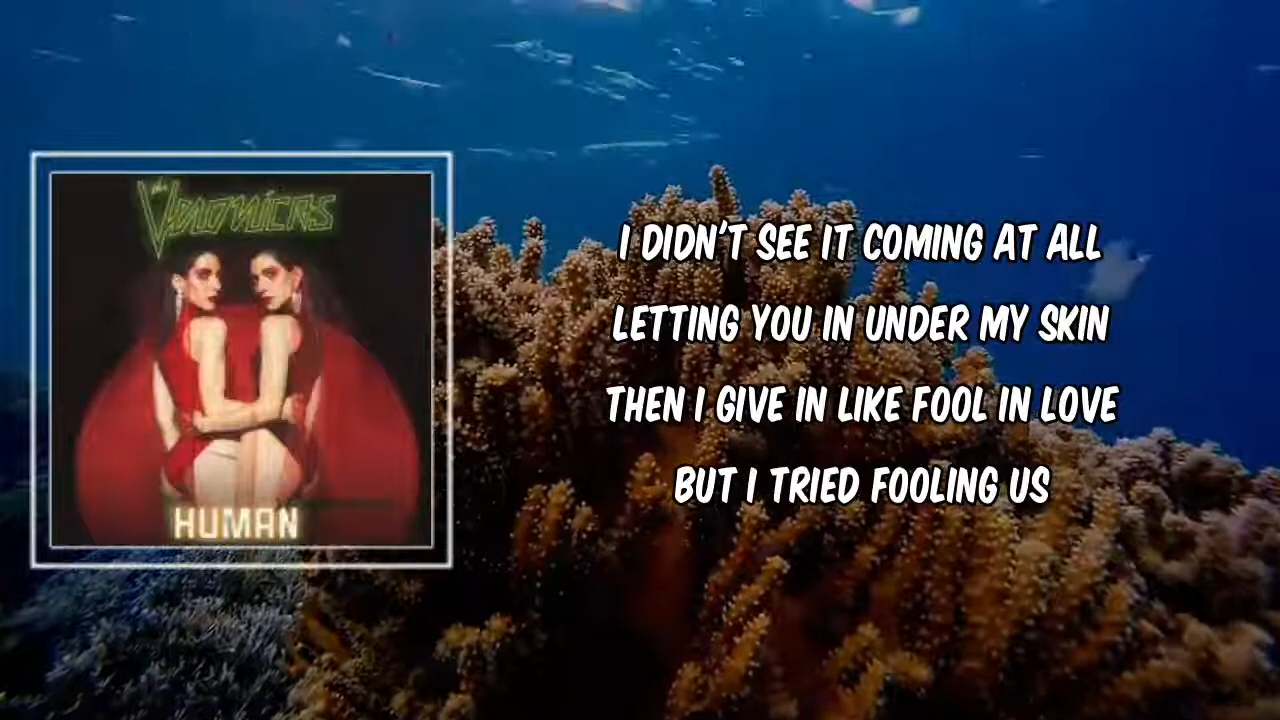 the Veronicas
HUMAN
I DIDN'T SEE IT COMING AT ALL
LETTING YOU IN UNDER MY SKIN
THEN I GIVE IN LIKE FOOL IN LOVE
BUT I TRIED FOOLING US